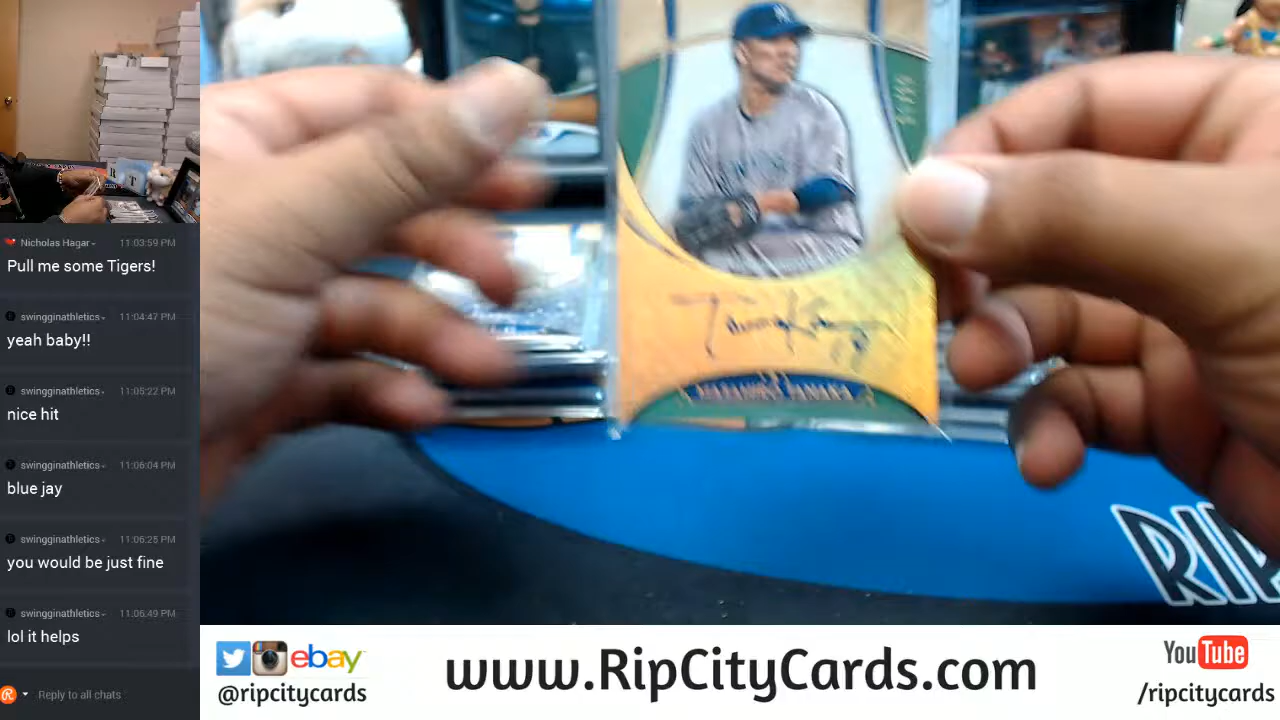 Nicholas Hagar 11:03:59 PM
Pull me some Tigers!
swingginathletics 11:04:47 PM
yeah baby!!
swingginathletics 11:05:22 PM
nice hit
swingginathletics 11:06:04 PM
blue jay
swingginathletics 11:06:25 PM
you would be just fine
swingginathletics 11:06:49 PM
lol it helps
Reply to all chats
R T
MASAHIRO TANAKA
RIP
ebay
@ripcitycards
www.RipCityCards.com
YouTube
/ripcitycards